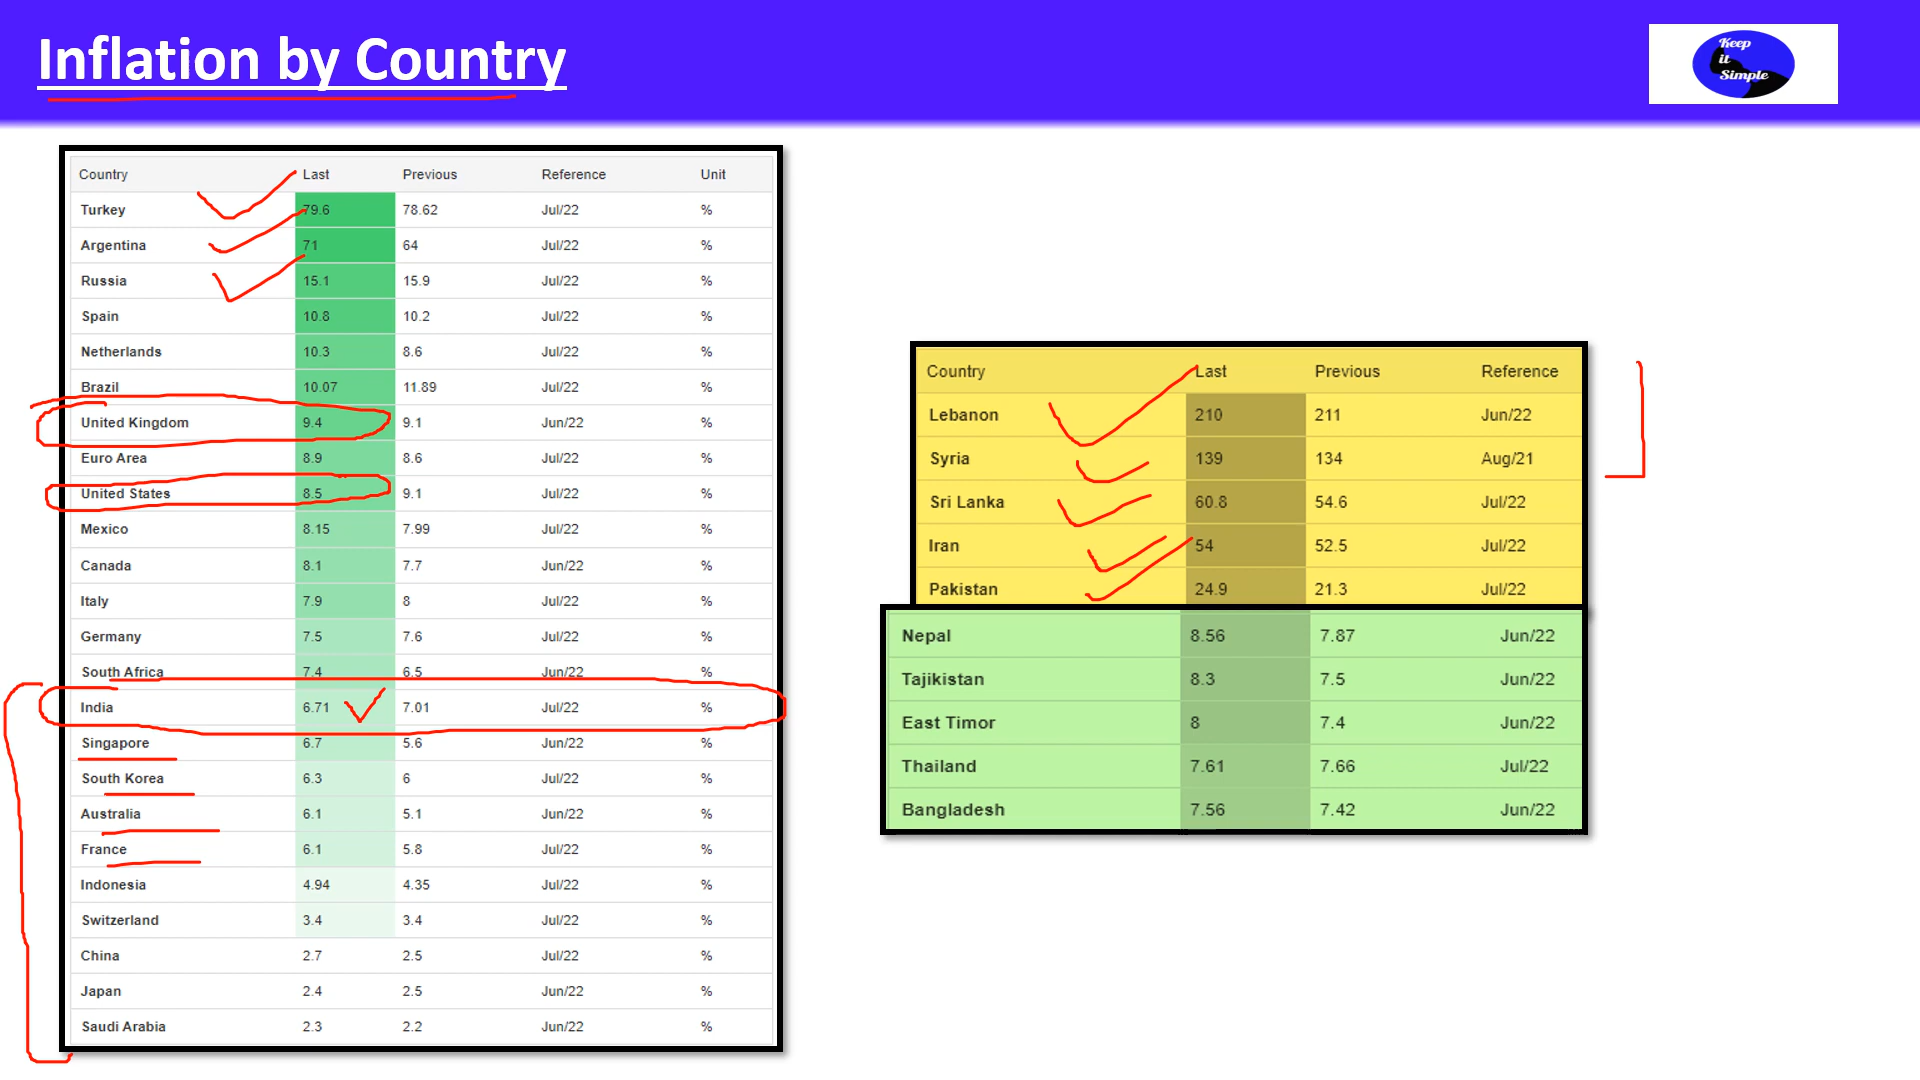 Inflation by Country
Keep
it
Simple
Country Last Previous Reference Unit
Turkey 79.6 78.62 Jul/22 %
Argentina 71 64 Jul/22 %
Russia 15.1 15.9 Jul/22 %
Spain 10.8 10.2 Jul/22 %
Netherlands 10.3 8.6 Jul/22 %
Brazil 10.07 11.89 Jul/22 %
United Kingdom 9.4 9.1 Jun/22 %
Euro Area 8.9 8.6 Jul/22 %
United States 8.5 9.1 Jul/22 %
Mexico 8.15 7.99 Jul/22 %
Canada 8.1 7.7 Jun/22 %
Italy 7.9 8 Jul/22 %
Germany 7.5 7.6 Jul/22 %
South Africa 7.4 6.5 Jun/22 %
India 6.71 7.01 Jul/22 %
Singapore 6.7 5.6 Jun/22 %
South Korea 6.3 6 Jul/22 %
Australia 6.1 5.1 Jun/22 %
France 6.1 5.8 Jul/22 %
Indonesia 4.94 4.35 Jul/22 %
Switzerland 3.4 3.4 Jul/22 %
China 2.7 2.5 Jul/22 %
Japan 2.4 2.5 Jun/22 %
Saudi Arabia 2.3 2.2 Jun/22 %
Country Last Previous Reference
Lebanon 210 211 Jun/22
Syria 139 134 Aug/21
Sri Lanka 60.8 54.6 Jul/22
Iran 54 52.5 Jul/22
Pakistan 24.9 21.3 Jul/22
Nepal 8.56 7.87 Jun/22
Tajikistan 8.3 7.5 Jun/22
East Timor 8 7.4 Jun/22
Thailand 7.61 7.66 Jul/22
Bangladesh 7.56 7.42 Jun/22